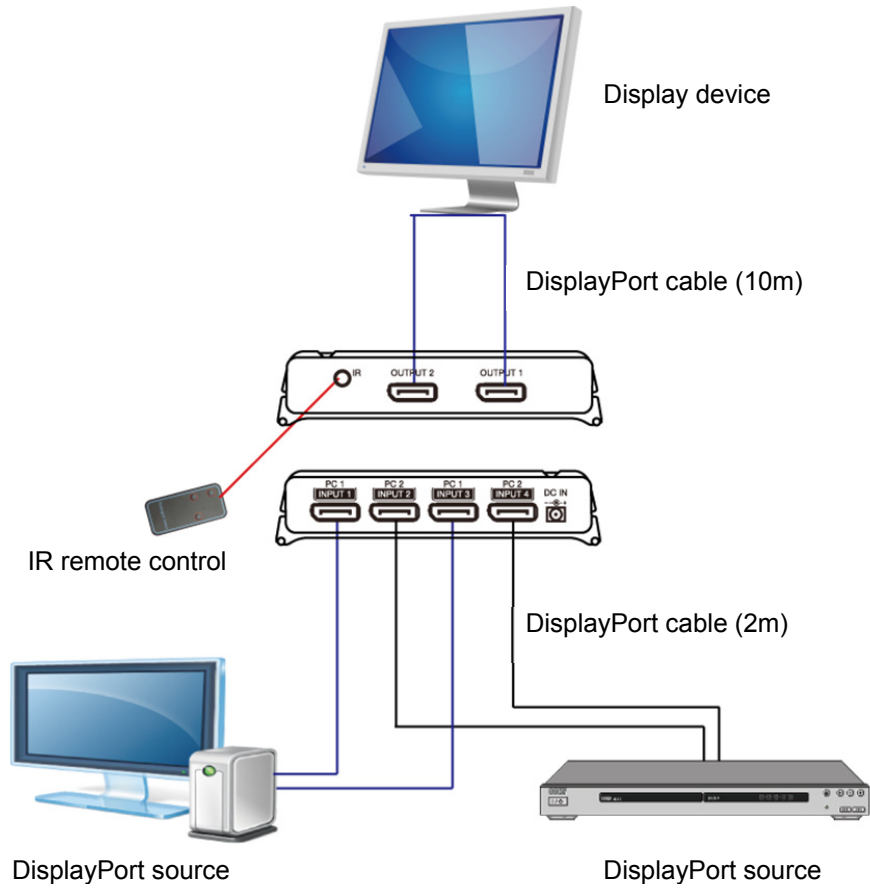 Display device
DisplayPort cable (10m)
IR
OUTPUT 2
OUTPUT 1
PC 1
PC 2
PC 1
PC 2
INPUT 1
INPUT 2
INPUT 3
INPUT 4
DC IN
IR remote control
DisplayPort cable (2m)
DisplayPort source
DisplayPort source